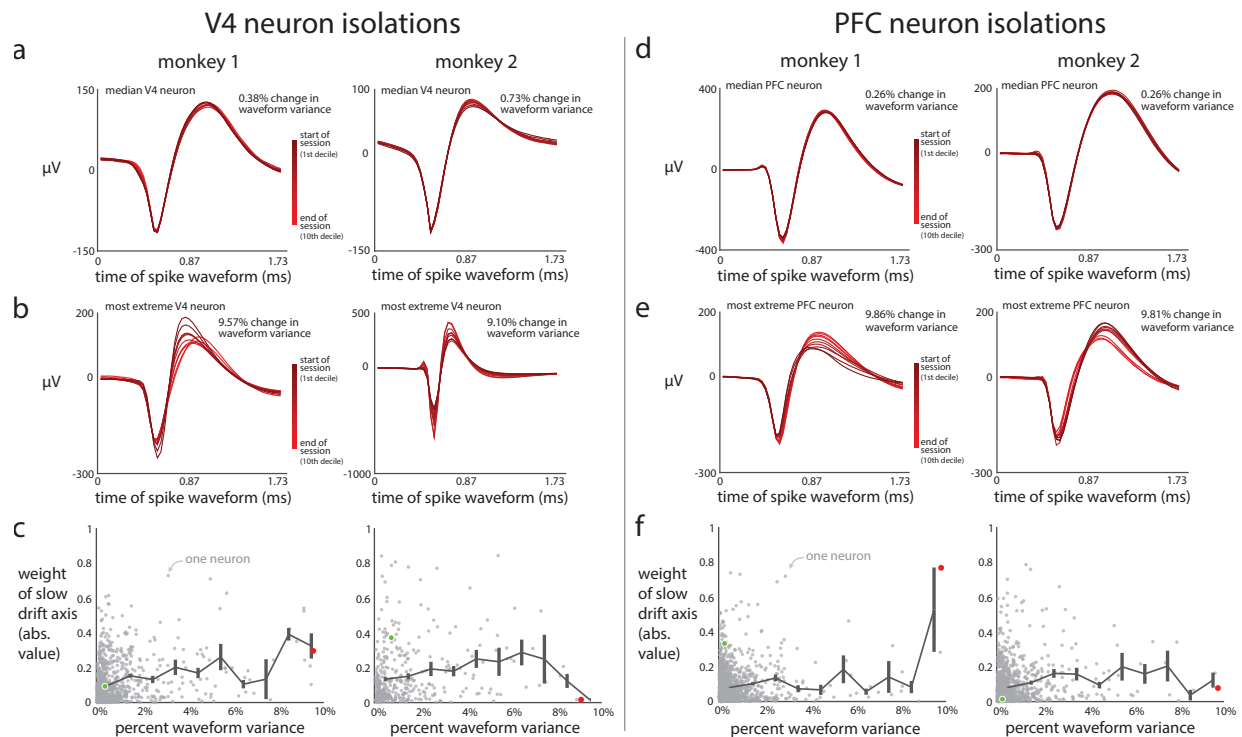 V4 neuron isolations
a
monkey 1
monkey 2
150
0
-150
μV
median V4 neuron
0.38% change in
waveform variance
start of
session
(1st decile)
end of
session
(10th decile)
0
0.87
1.73
time of spike waveform (ms)
100
0
-150
median V4 neuron
0.73% change in
waveform variance
0
0.87
1.73
time of spike waveform (ms)
b
200
0
-300
μV
most extreme V4 neuron
9.57% change in
waveform variance
start of
session
(1st decile)
end of
session
(10th decile)
0
0.87
1.73
time of spike waveform (ms)
500
0
-1000
most extreme V4 neuron
9.10% change in
waveform variance
0
0.87
1.73
time of spike waveform (ms)
c
weight
of slow
drift axis
(abs.
value)
1
0.8
0.6
0.4
0.2
0
one neuron
0%
2%
4%
6%
8%
10%
percent waveform variance
1
0.8
0.6
0.4
0.2
0
0%
2%
4%
6%
8%
10%
percent waveform variance
PFC neuron isolations
d
monkey 1
monkey 2
400
0
-400
μV
median PFC neuron
0.26% change in
waveform variance
start of
session
(1st decile)
end of
session
(10th decile)
0
0.87
1.73
time of spike waveform (ms)
200
0
-300
median PFC neuron
0.26% change in
waveform variance
0
0.87
1.73
time of spike waveform (ms)
e
200
0
-300
μV
most extreme PFC neuron
9.86% change in
waveform variance
start of
session
(1st decile)
end of
session
(10th decile)
0
0.87
1.73
time of spike waveform (ms)
200
0
-300
most extreme PFC neuron
9.81% change in
waveform variance
0
0.87
1.73
time of spike waveform (ms)
f
weight
of slow
drift axis
(abs.
value)
1
0.8
0.6
0.4
0.2
0
one neuron
0%
2%
4%
6%
8%
10%
percent waveform variance
1
0.8
0.6
0.4
0.2
0
0%
2%
4%
6%
8%
10%
percent waveform variance